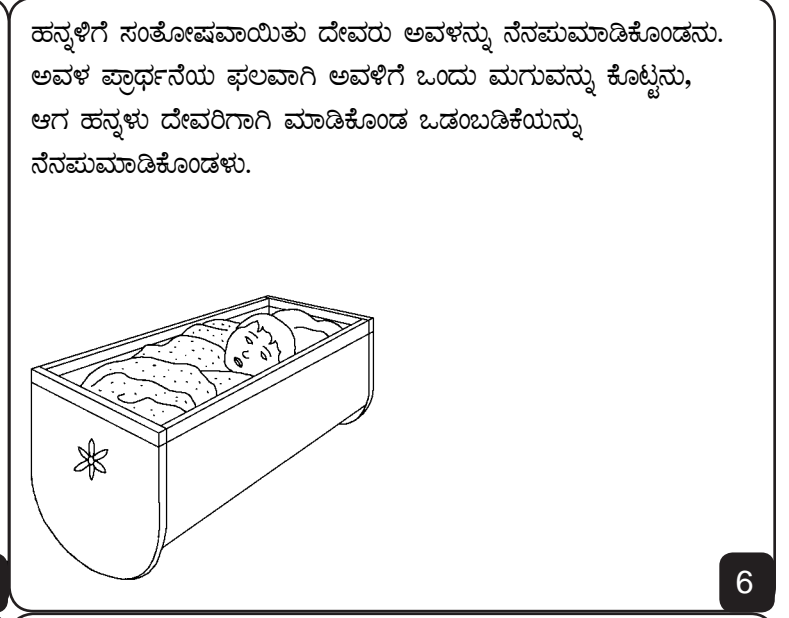 ಹನ್ನಳಿಗೆ ಸಂತೋಷವಾಯಿತು ದೇವರು ಅವಳನ್ನು ನೆನಪುಮಾಡಿಕೊಂಡನು.
ಅವಳ ಪ್ರಾರ್ಥನೆಯ ಫಲವಾಗಿ ಅವಳಿಗೆ ಒಂದು ಮಗುವನ್ನು ಕೊಟ್ಟನು,
ಆಗ ಹನ್ನಳು ದೇವರಿಗಾಗಿ ಮಾಡಿಕೊಂಡ ಒಡಂಬಡಿಕೆಯನ್ನು
ನೆನಪುಮಾಡಿಕೊಂಡಳು.
6